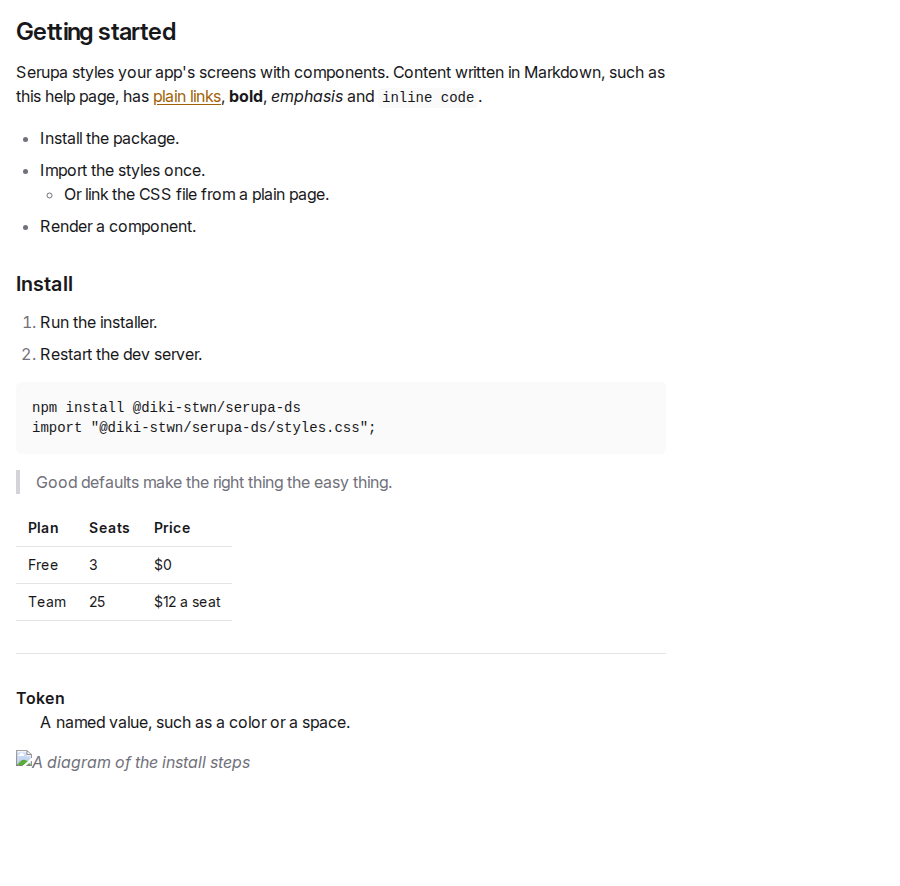 Getting started
Serupa styles your app's screens with components. Content written in Markdown, such as
this help page, has plain links, bold, emphasis and inline code.
Install the package.
Import the styles once.
Or link the CSS file from a plain page.
Render a component.
Install
1. Run the installer.
2. Restart the dev server.
npm install @diki-stwn/serupa-ds
import "@diki-stwn/serupa-ds/styles.css";
Good defaults make the right thing the easy thing.
Plan Seats Price
Free 3 $0
Team 25 $12 a seat
Token
A named value, such as a color or a space.
A diagram of the install steps